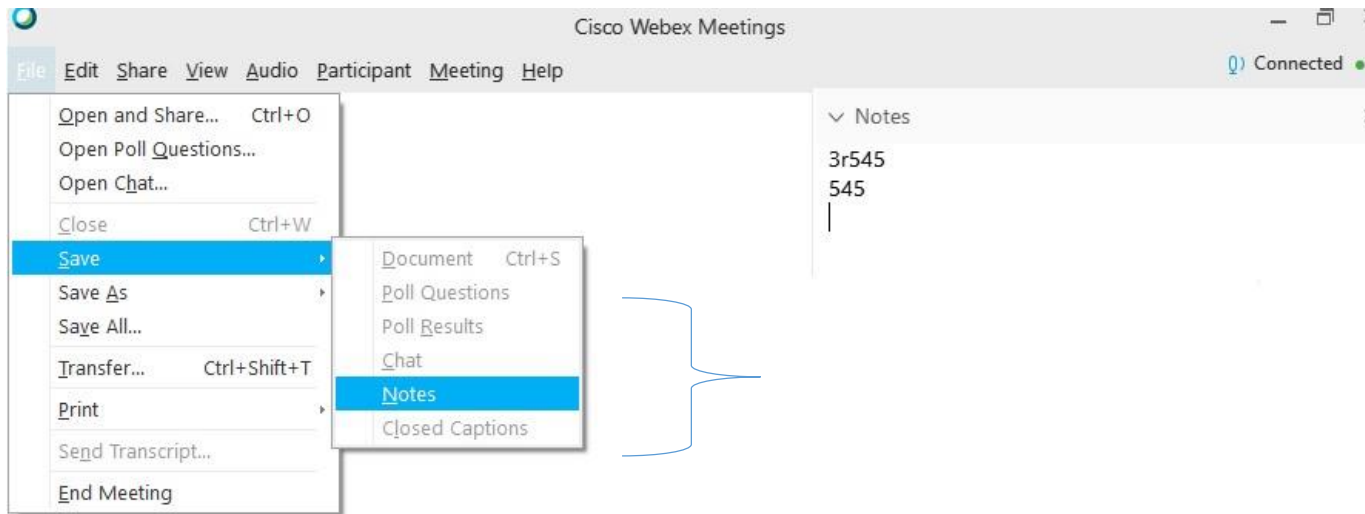 Cisco Webex Meetings
File Edit Share View Audio Participant Meeting Help
Connected
Open and Share... Ctrl+O
Open Poll Questions...
Open Chat...
Close Ctrl+W
Save
Save As
Save All...
Transfer... Ctrl+Shift+T
Print
Send Transcript...
End Meeting
Document Ctrl+S
Poll Questions
Poll Results
Chat
Notes
Closed Captions
Notes
3r545
545